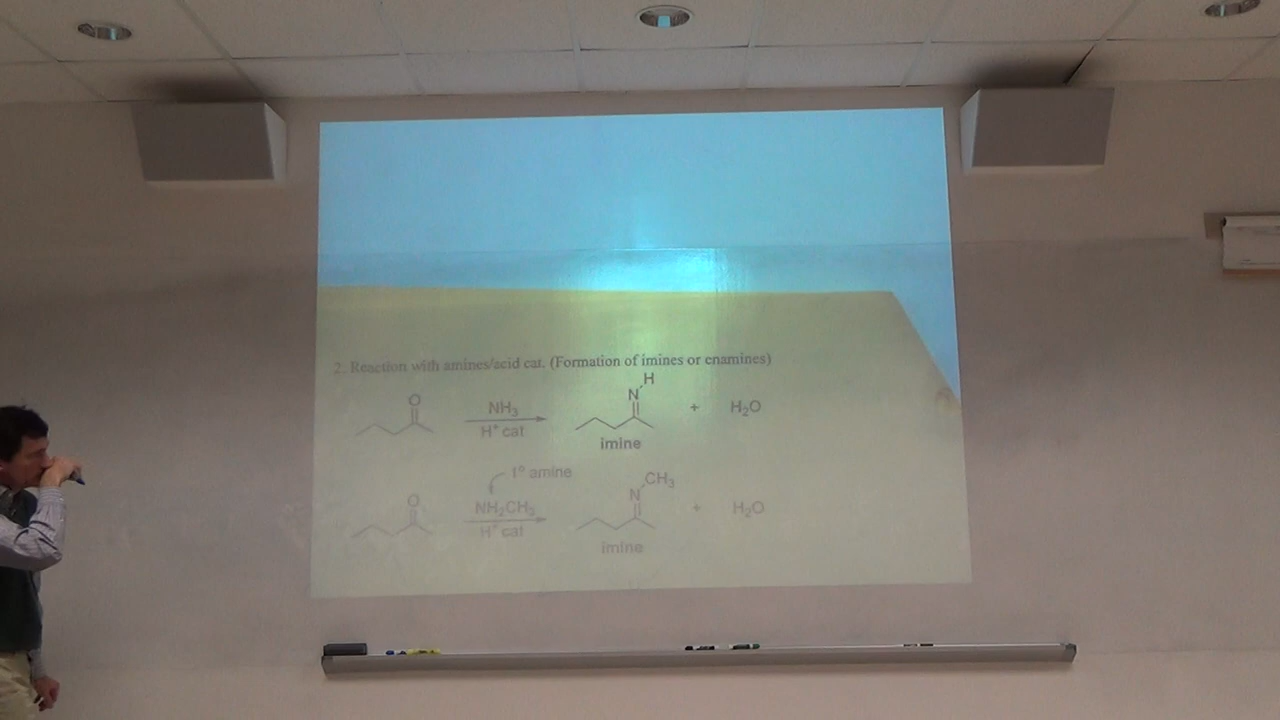 2. Reaction with amines/acid cat. (Formation of imines or enamines)
O NH₃ H⁺ cat N H + H₂O
imine
1° amine
O NH₂CH₃ H⁺ cat N CH₃ + H₂O
imine